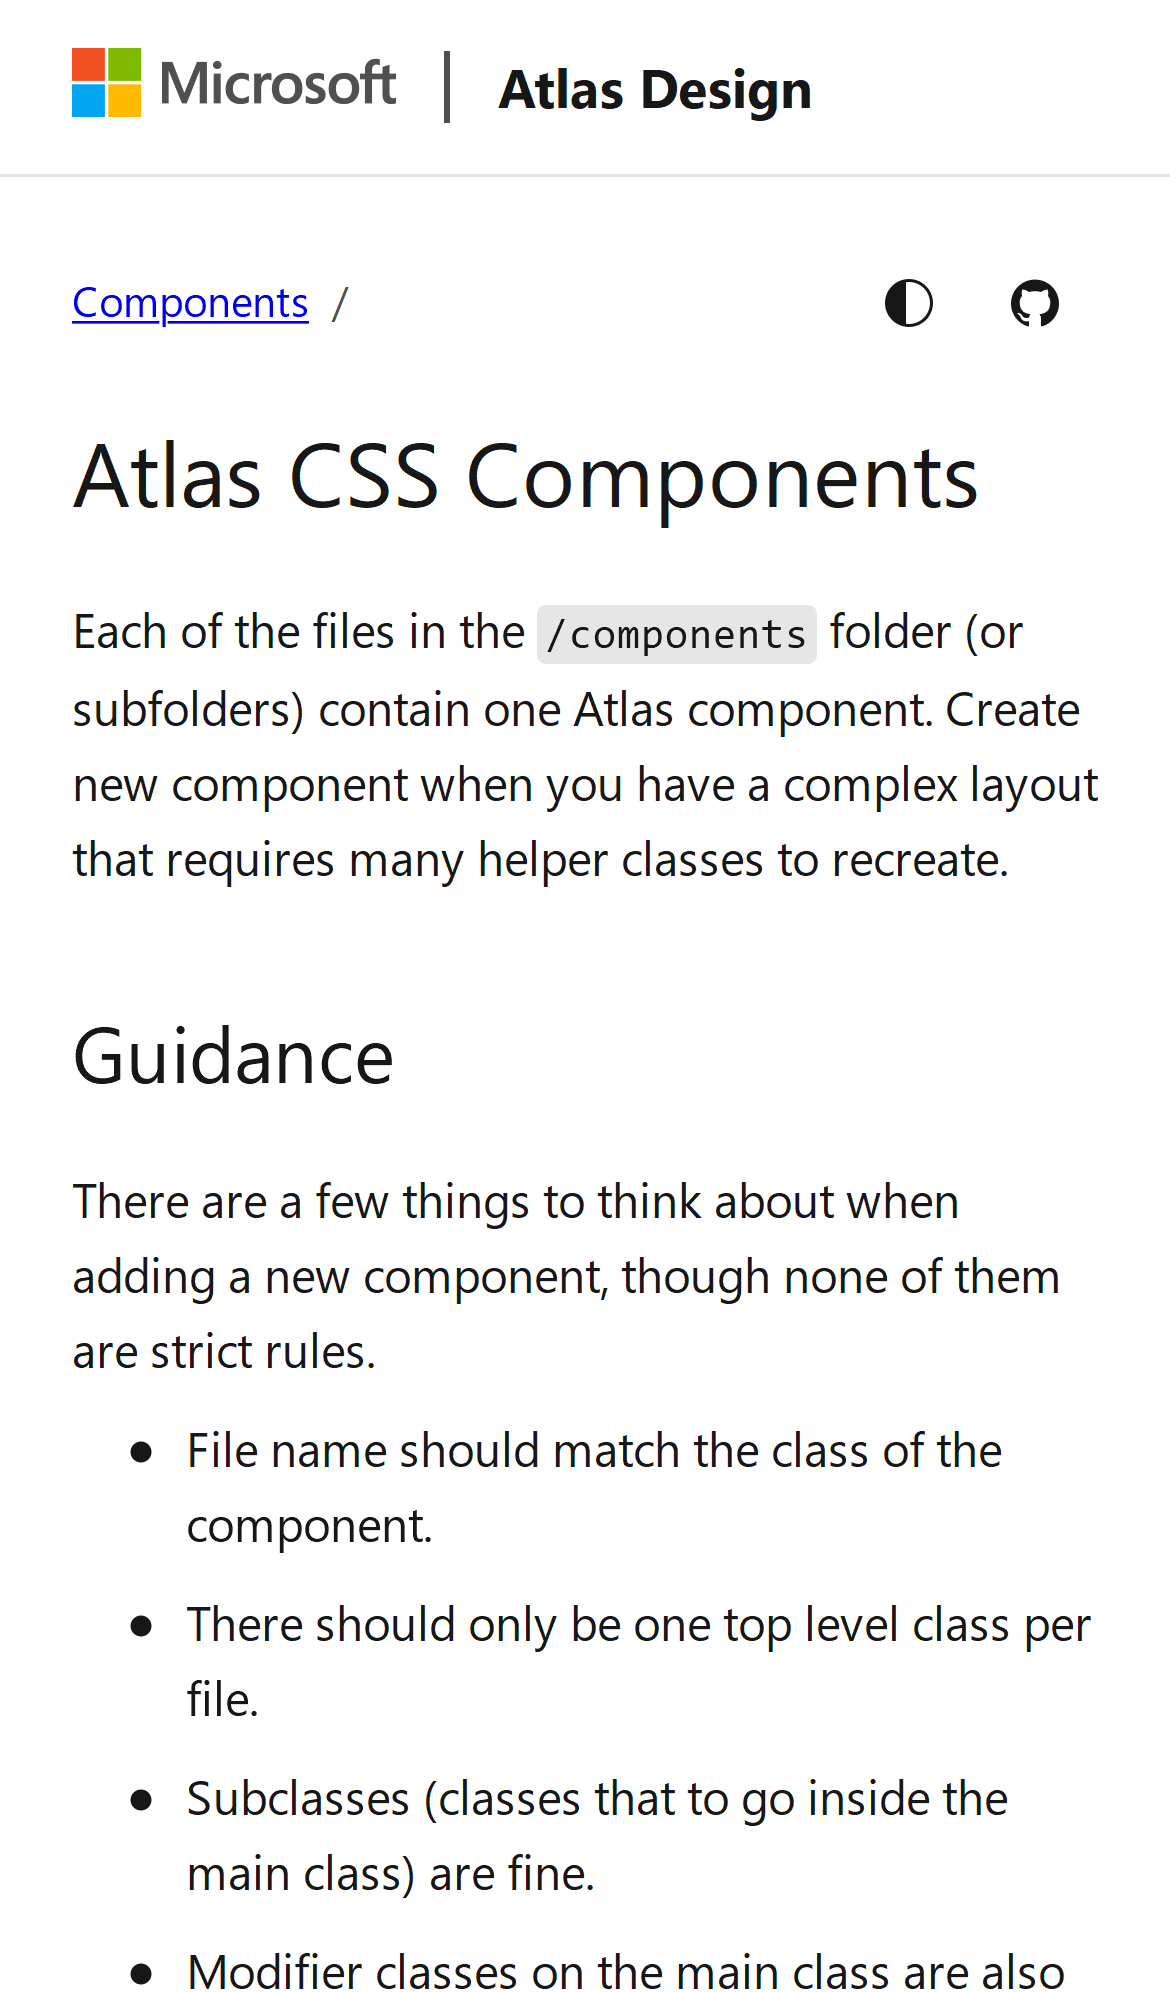 Microsoft | Atlas Design
Components /
Atlas CSS Components
Each of the files in the /components folder (or
subfolders) contain one Atlas component. Create
new component when you have a complex layout
that requires many helper classes to recreate.
Guidance
There are a few things to think about when
adding a new component, though none of them
are strict rules.
• File name should match the class of the
component.
• There should only be one top level class per
file.
• Subclasses (classes that to go inside the
main class) are fine.
• Modifier classes on the main class are also